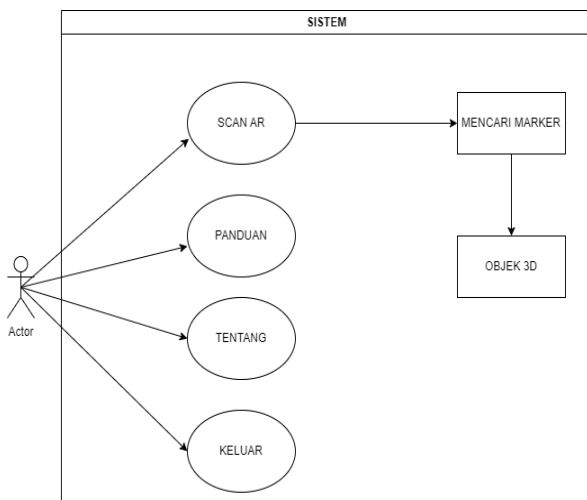 SISTEM
SCAN AR
MENCARI MARKER
PANDUAN
OBJEK 3D
Actor
TENTANG
KELUAR